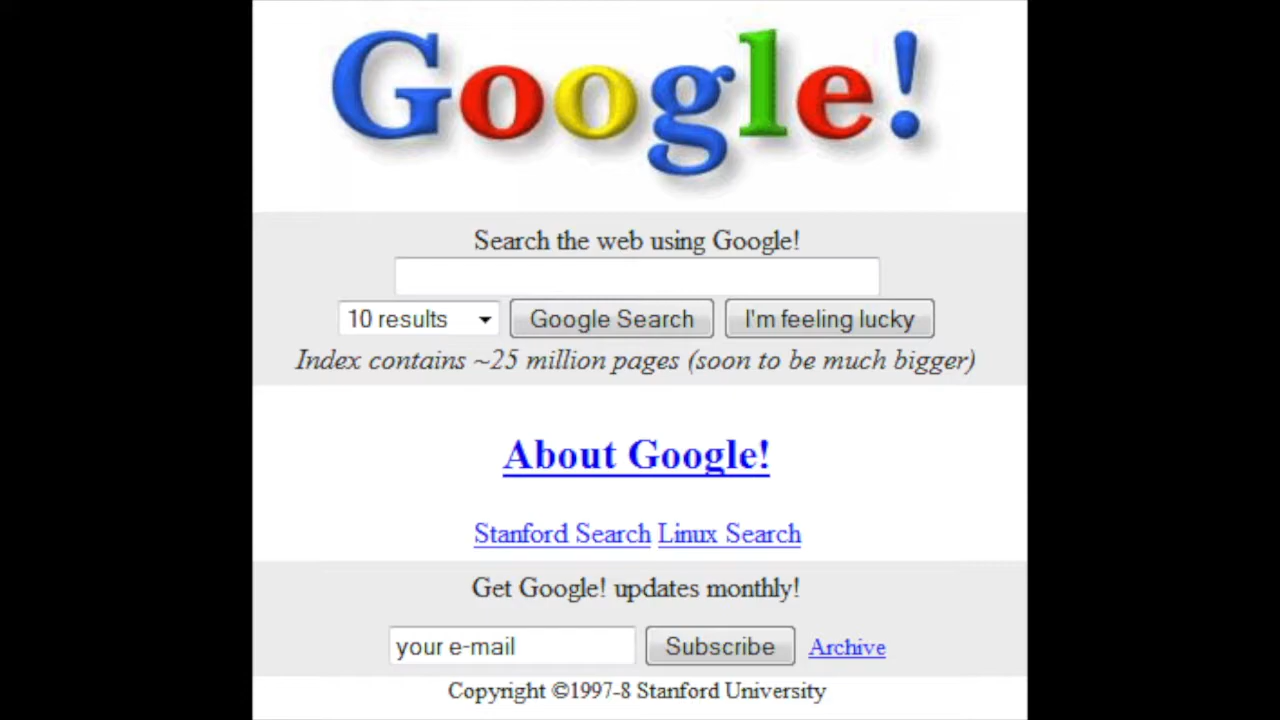 Google!
Search the web using Google!
10 results Google Search I'm feeling lucky
Index contains ~25 million pages (soon to be much bigger)
About Google!
Stanford Search Linux Search
Get Google! updates monthly!
your e-mail Subscribe Archive
Copyright ©1997-8 Stanford University